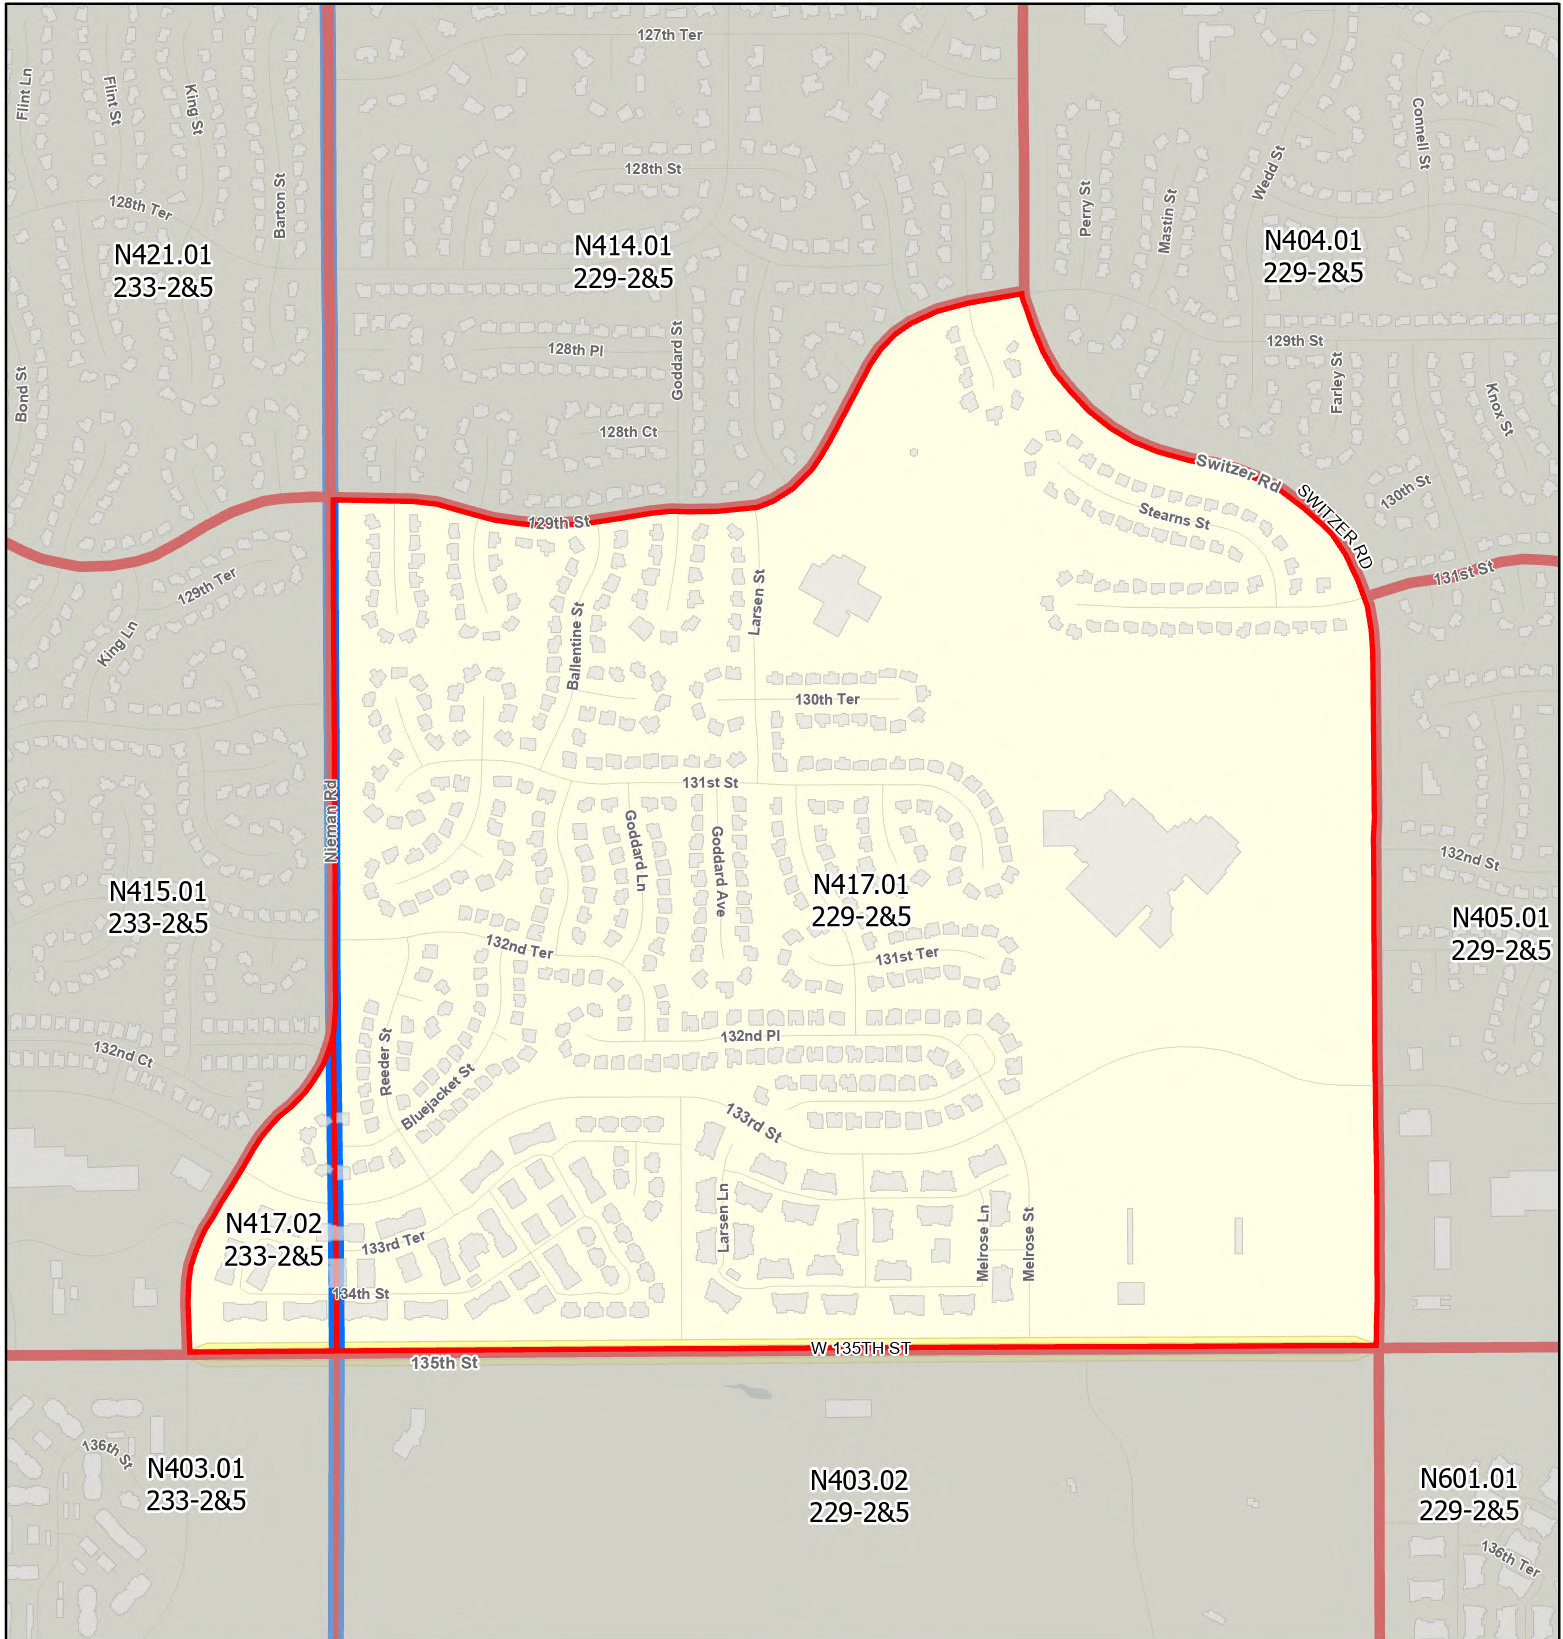 127th Ter
Flint Ln
Flint St
King St
Connell St
128th St
Wedd St
Barton St
Perry St
Mastin St
128th Ter
N421.01
233-2&5
N414.01
229-2&5
N404.01
229-2&5
128th Pl
Goddard St
129th St
Farley St
Bond St
Knox St
128th Ct
Switzer Rd
SWITZER RD
130th St
129th St
Stearns St
131st St
129th Ter
King Ln
Larsen St
Ballentine St
130th Ter
131st St
Nieman Rd
Goddard Ln
Goddard Ave
132nd St
N415.01
233-2&5
N417.01
229-2&5
N405.01
229-2&5
132nd Ter
131st Ter
132nd Ct
132nd Pl
Reeder St
Bluejacket St
133rd St
N417.02
233-2&5
133rd Ter
Larsen Ln
Melrose Ln
Melrose St
134th St
W 135TH ST
135th St
136th St
N403.01
233-2&5
N403.02
229-2&5
N601.01
229-2&5
136th Ter